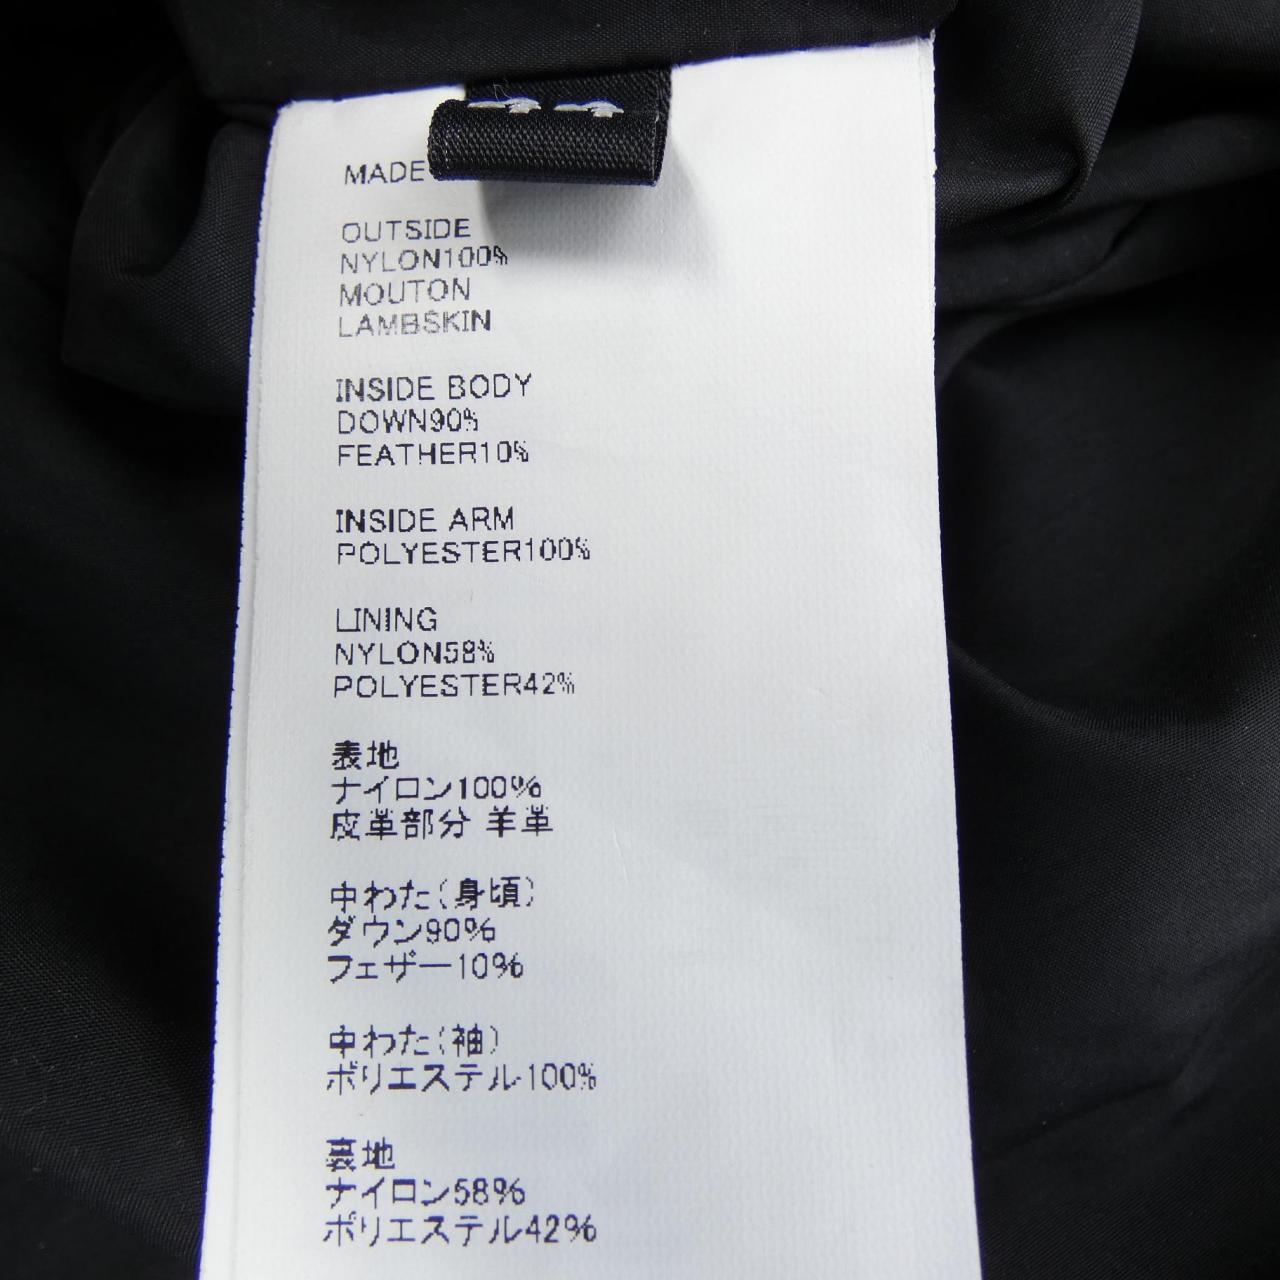 MADE
OUTSIDE
NYLON100%
MOUTON
LAMBSKIN
INSIDE BODY
DOWN90%
FEATHER10%
INSIDE ARM
POLYESTER100%
LINING
NYLON58%
POLYESTER42%
表地
ナイロン100%
皮革部分 羊革
中わた(身頃)
ダウン90%
フェザー10%
中わた(袖)
ポリエステル100%
裏地
ナイロン58%
ポリエステル42%